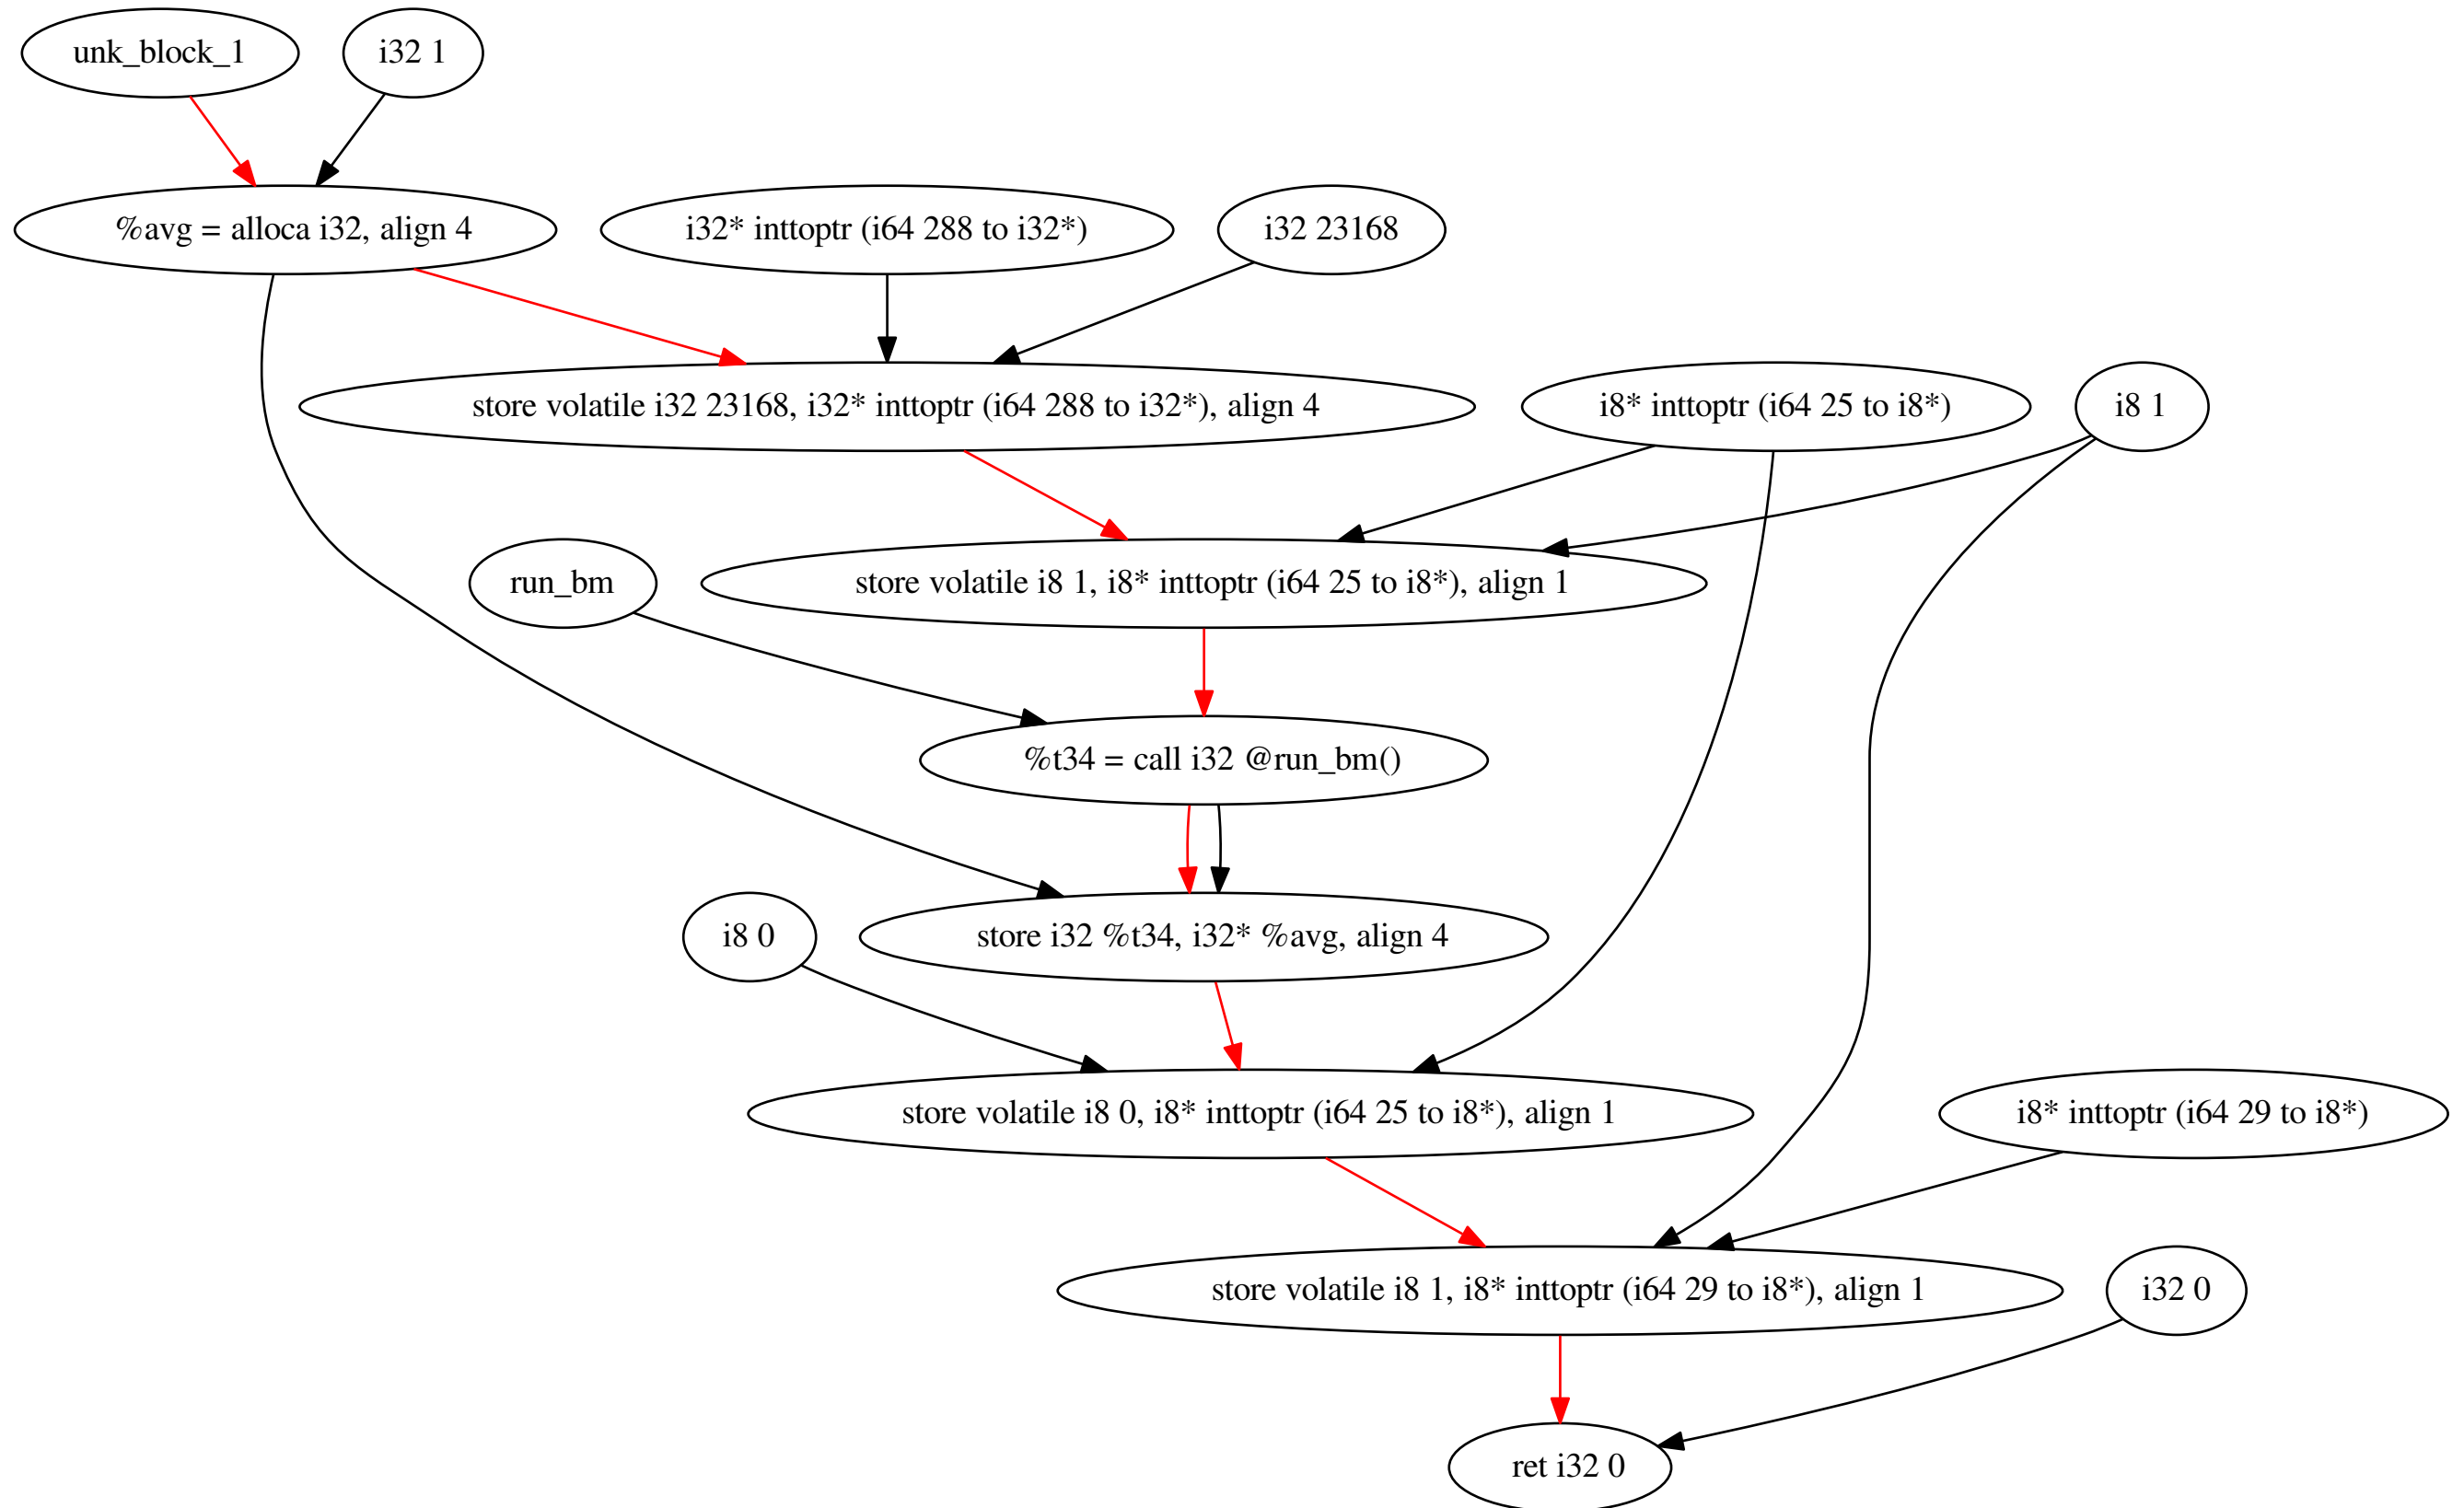 unk_block_1
i32 1
%avg = alloca i32, align 4
i32* inttoptr (i64 288 to i32*)
i32 23168
store volatile i32 23168, i32* inttoptr (i64 288 to i32*), align 4
i8* inttoptr (i64 25 to i8*)
i8 1
run_bm
store volatile i8 1, i8* inttoptr (i64 25 to i8*), align 1
%t34 = call i32 @run_bm()
i8 0
store i32 %t34, i32* %avg, align 4
store volatile i8 0, i8* inttoptr (i64 25 to i8*), align 1
i8* inttoptr (i64 29 to i8*)
store volatile i8 1, i8* inttoptr (i64 29 to i8*), align 1
i32 0
ret i32 0